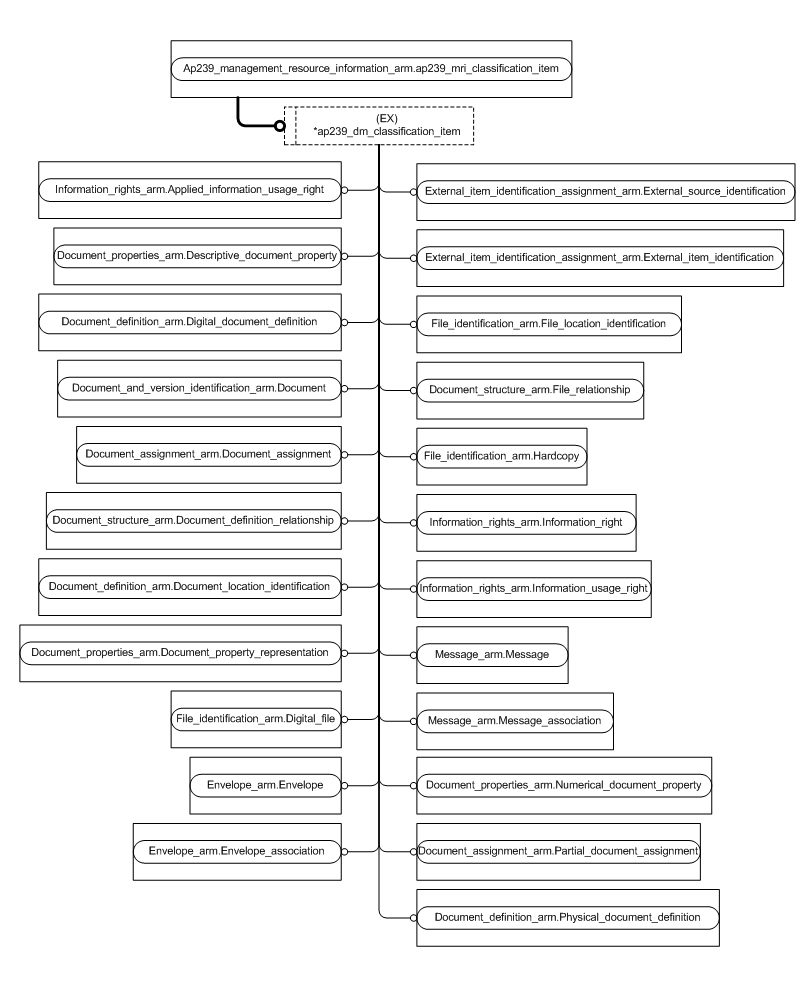 Ap239_management_resource_information_arm.ap239_mri_classification_item
(EX)
*ap239_dm_classification_item
Information_rights_arm.Applied_information_usage_right
External_item_identification_assignment_arm.External_source_identification
Document_properties_arm.Descriptive_document_property
External_item_identification_assignment_arm.External_item_identification
Document_definition_arm.Digital_document_definition
File_identification_arm.File_location_identification
Document_and_version_identification_arm.Document
Document_structure_arm.File_relationship
Document_assignment_arm.Document_assignment
File_identification_arm.Hardcopy
Document_structure_arm.Document_definition_relationship
Information_rights_arm.Information_right
Document_definition_arm.Document_location_identification
Information_rights_arm.Information_usage_right
Document_properties_arm.Document_property_representation
Message_arm.Message
File_identification_arm.Digital_file
Message_arm.Message_association
Envelope_arm.Envelope
Document_properties_arm.Numerical_document_property
Envelope_arm.Envelope_association
Document_assignment_arm.Partial_document_assignment
Document_definition_arm.Physical_document_definition